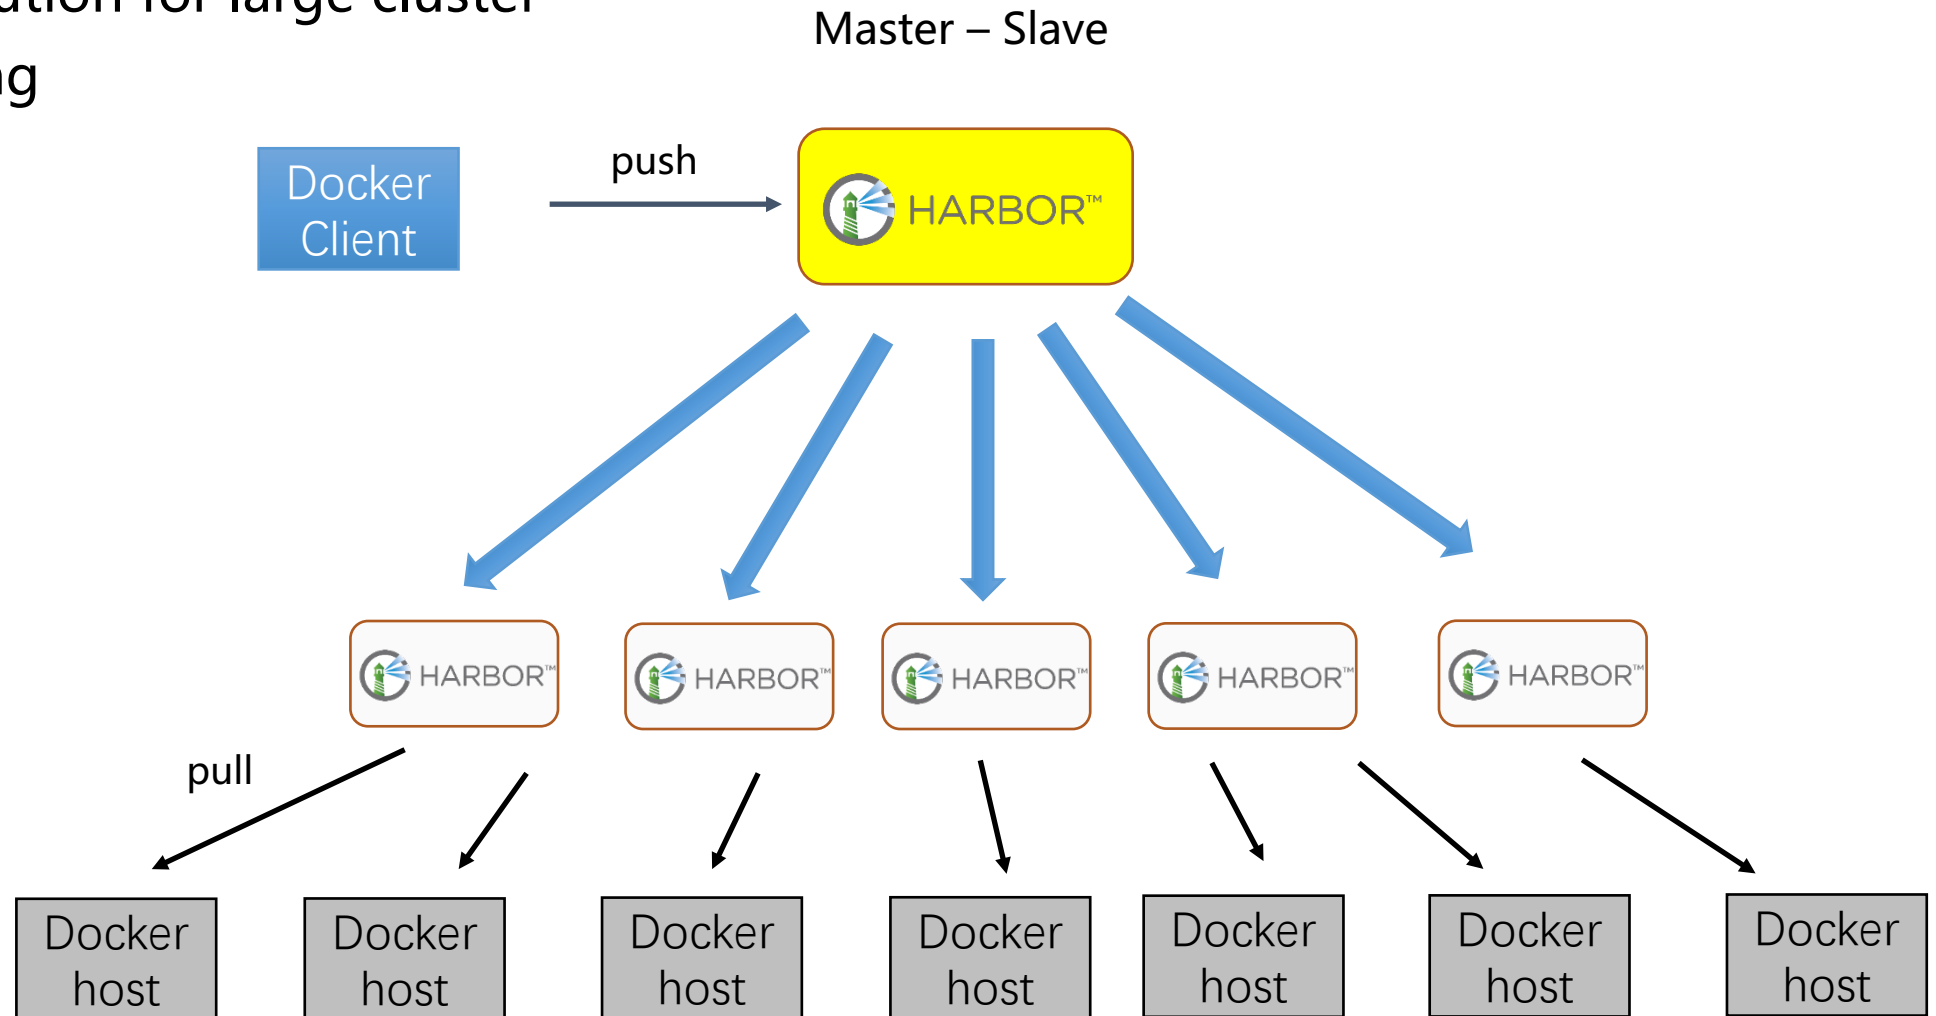 ution for large cluster
ng
Master – Slave
Docker
Client
push
HARBOR™
HARBOR™
HARBOR™
HARBOR™
HARBOR™
HARBOR™
pull
Docker
host
Docker
host
Docker
host
Docker
host
Docker
host
Docker
host
Docker
host